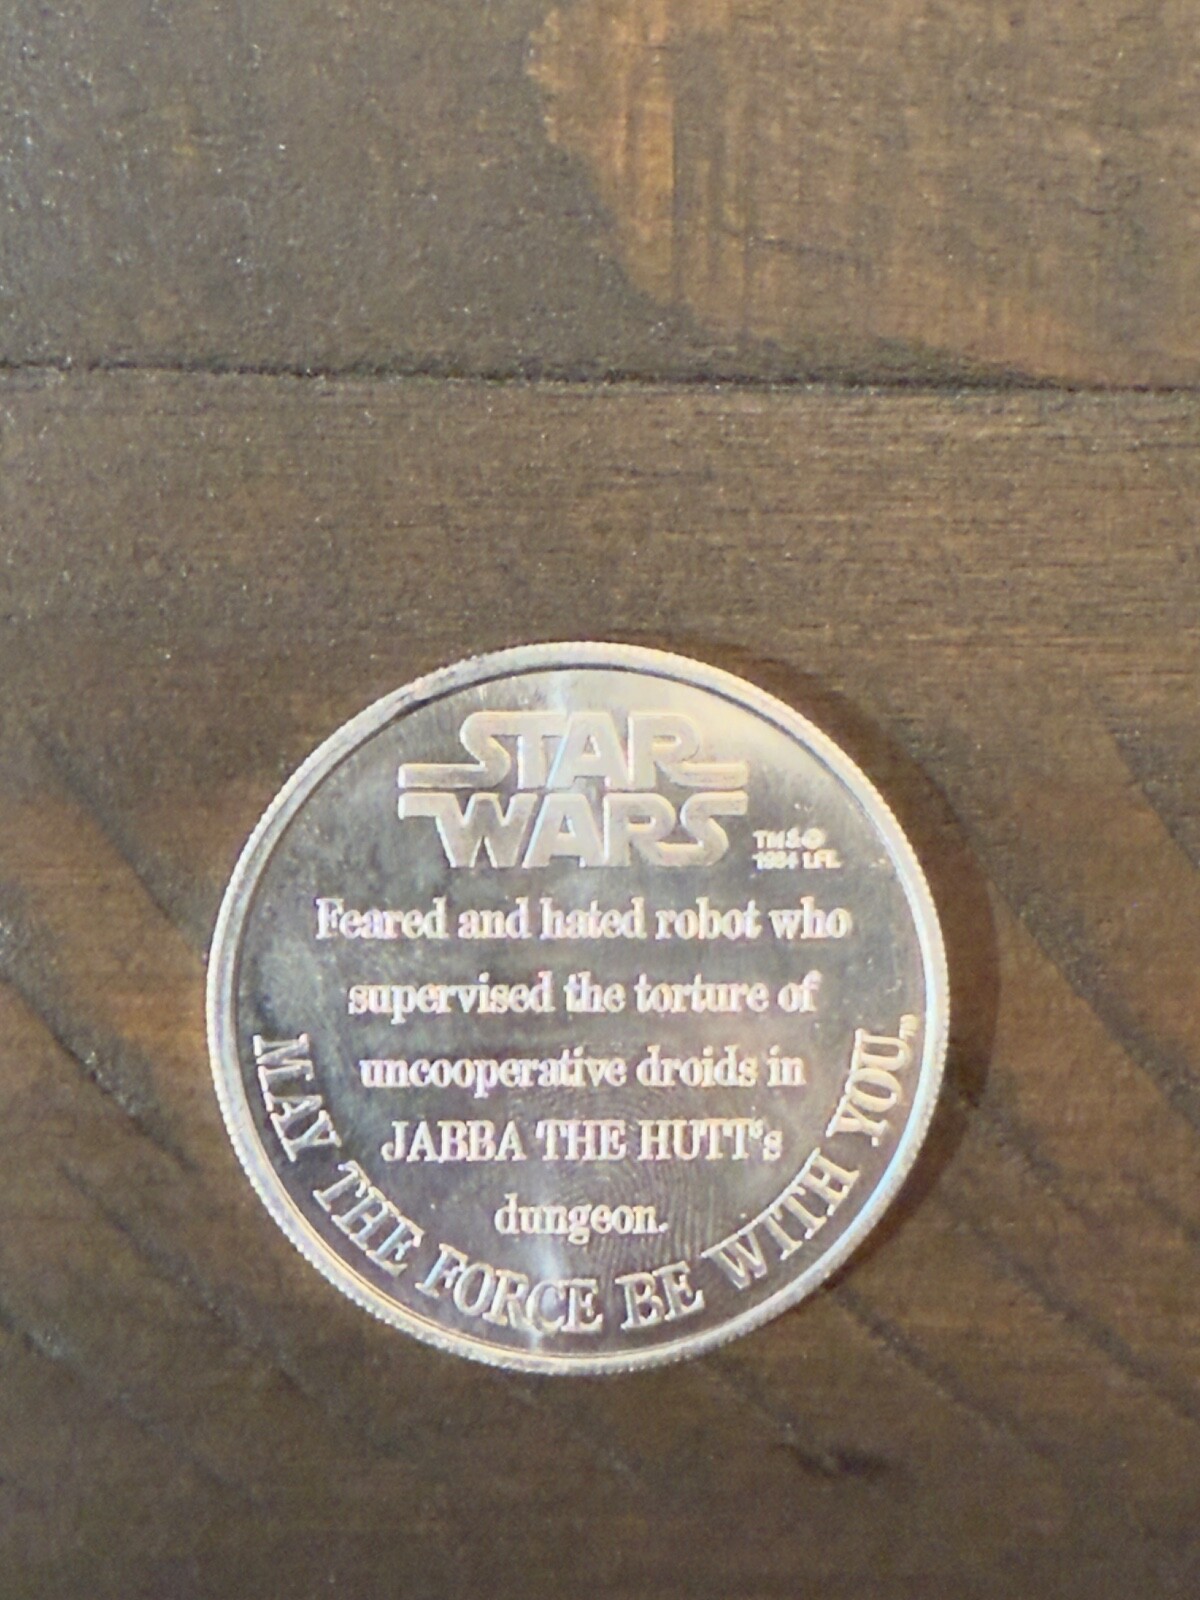 STAR
WARS
TM & ©
1984 LFL
Feared and hated robot who
supervised the torture of
uncooperative droids in
JABBA THE HUTT's
dungeon.
MAY THE FORCE BE WITH YOU.